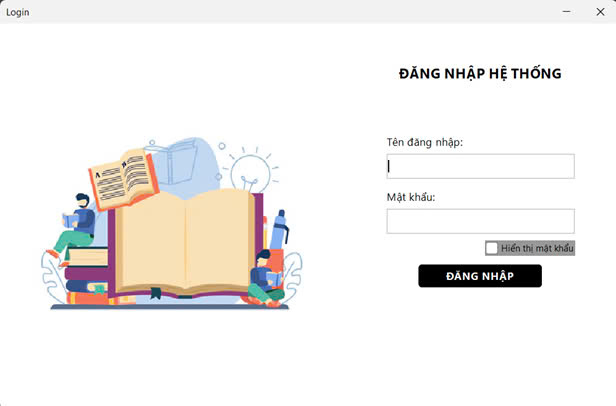 Login
ĐĂNG NHẬP HỆ THỐNG
Tên đăng nhập:
Mật khẩu:
Hiển thị mật khẩu
ĐĂNG NHẬP